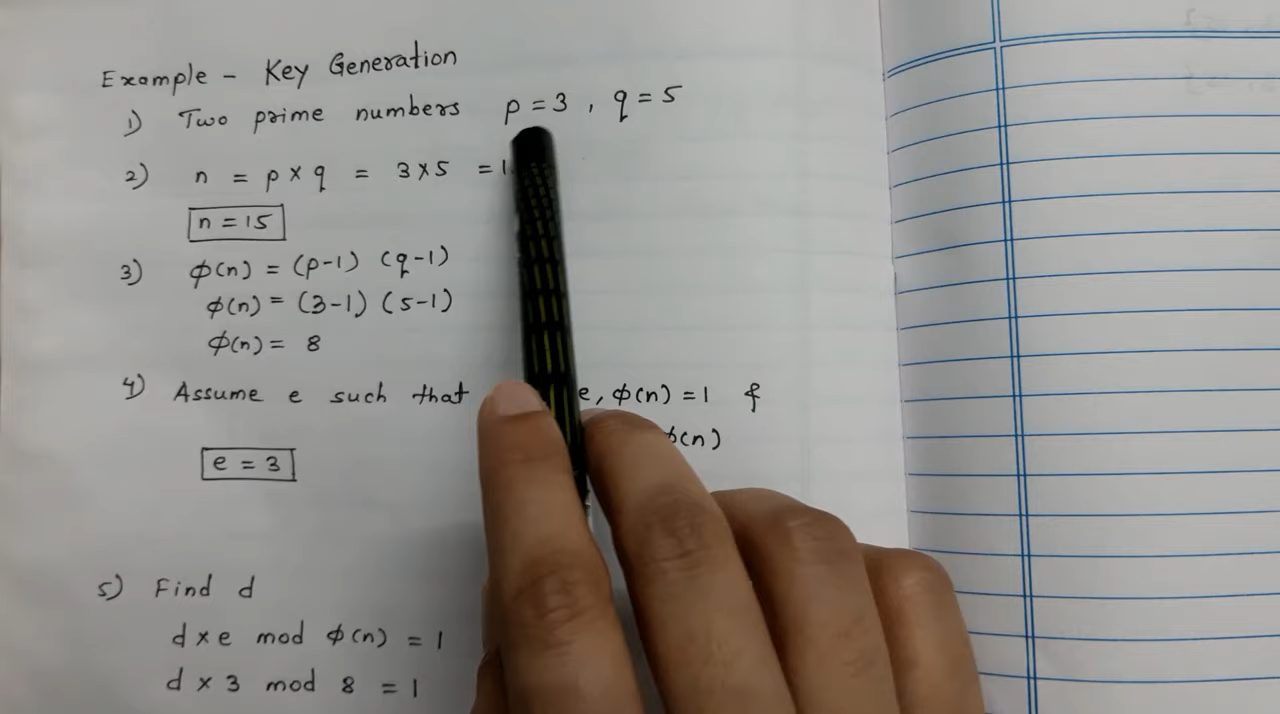 Example - Key Generation
1) Two prime numbers p = 3 , q = 5
2) n = p × q = 3 × 5 = 1
n = 15
3) ϕ(n) = (p-1) (q-1)
ϕ(n) = (3-1) (5-1)
ϕ(n) = 8
4) Assume e such that e, ϕ(n) = 1 &
ϕ(n)
e = 3
5) Find d
d × e mod ϕ(n) = 1
d × 3 mod 8 = 1